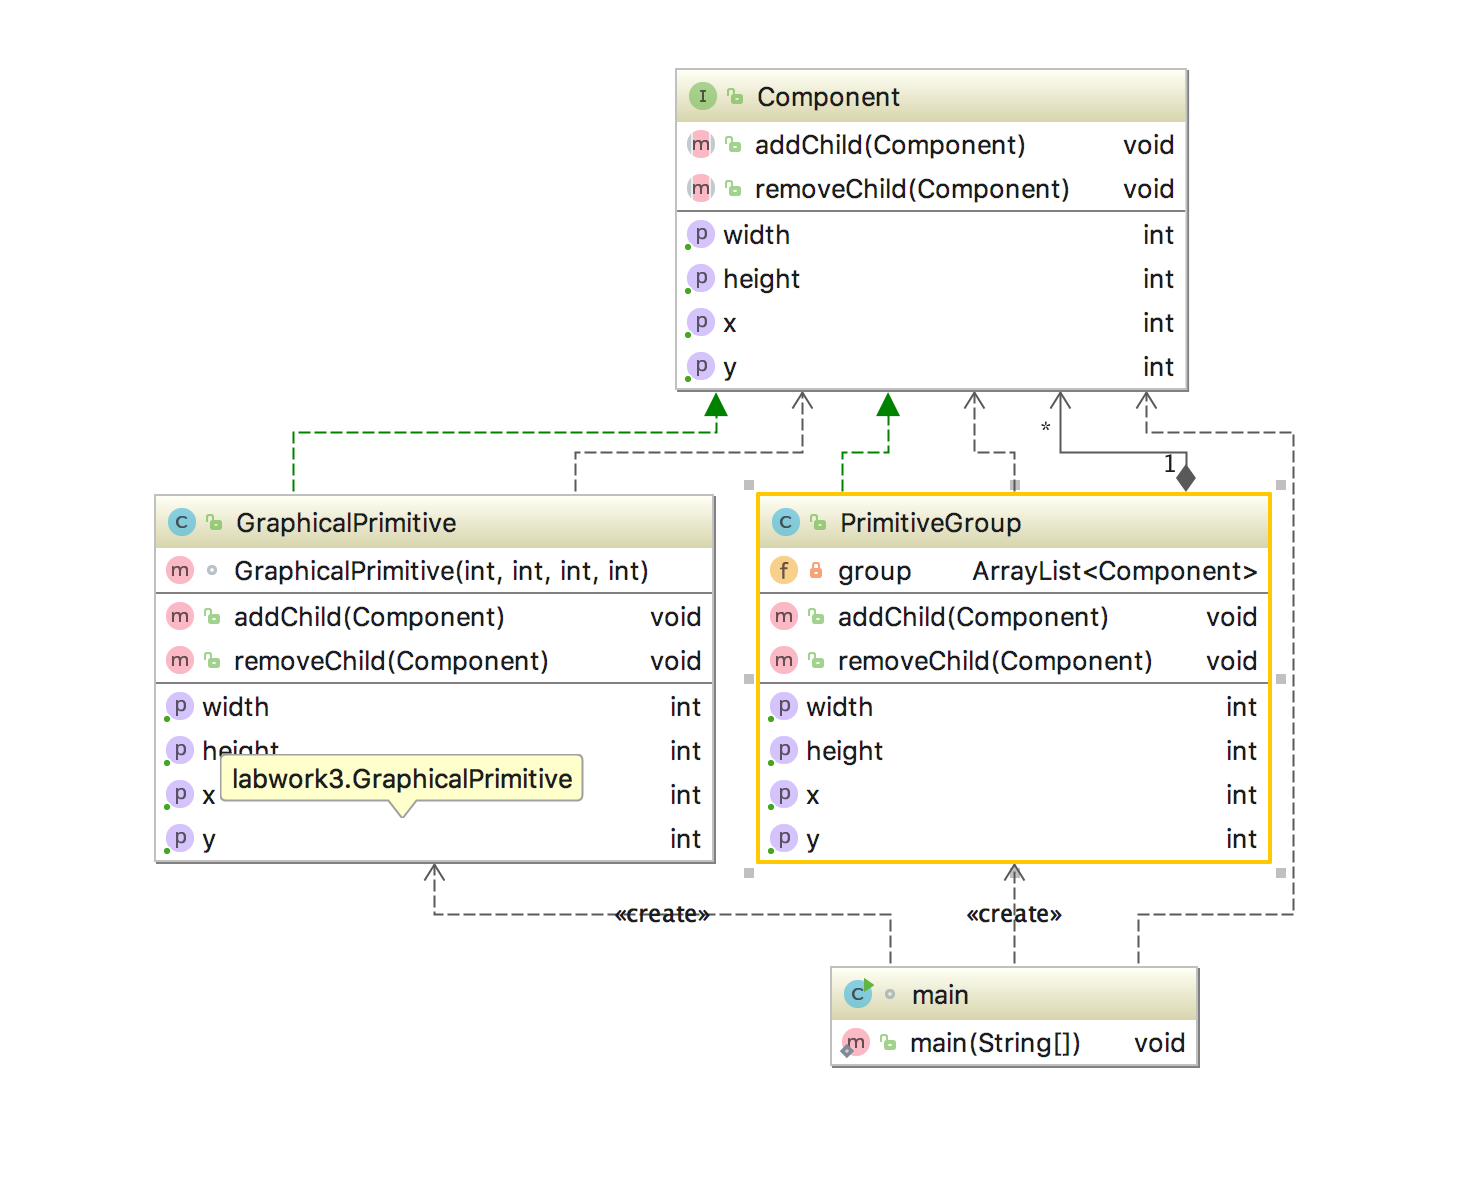 I Component
m addChild(Component) void
m removeChild(Component) void
p width int
p height int
p x int
p y int
*
1
C GraphicalPrimitive
m GraphicalPrimitive(int, int, int, int)
m addChild(Component) void
m removeChild(Component) void
p width int
p height int
labwork3.GraphicalPrimitive
p x int
p y int
C PrimitiveGroup
f group ArrayList<Component>
m addChild(Component) void
m removeChild(Component) void
p width int
p height int
p x int
p y int
«create»
«create»
C main
m main(String[]) void